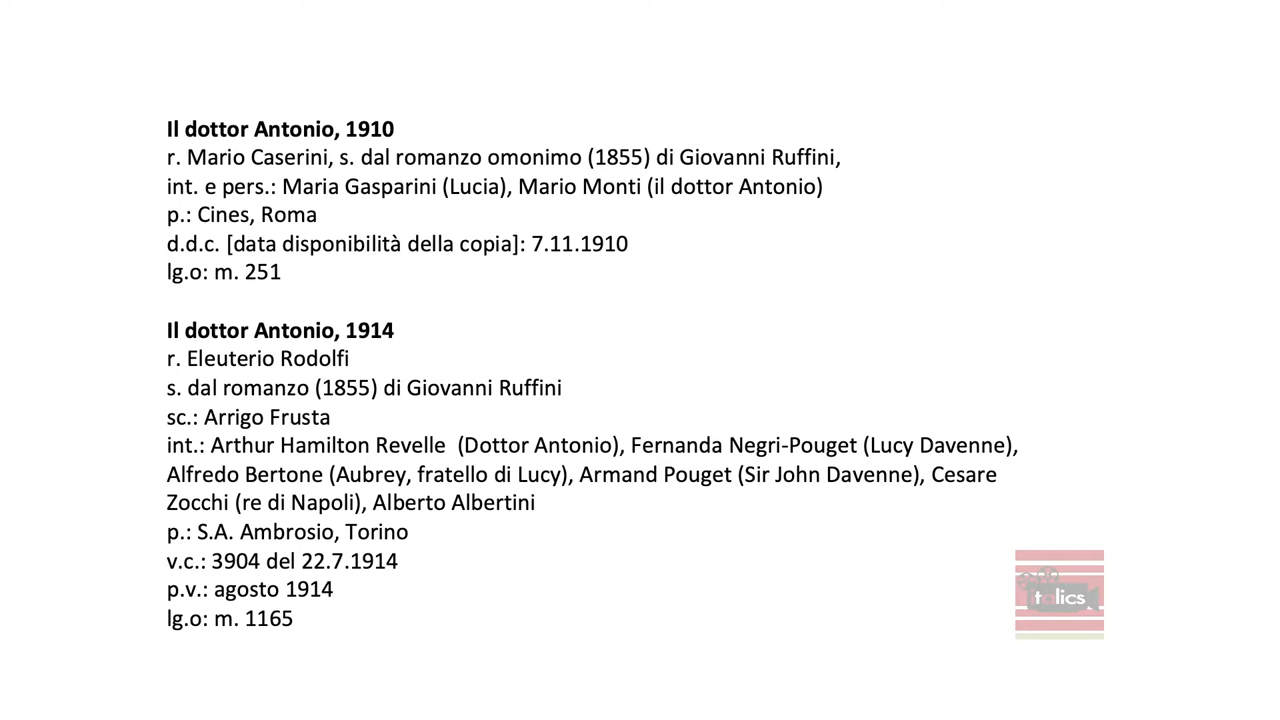 Il dottor Antonio, 1910
r. Mario Caserini, s. dal romanzo omonimo (1855) di Giovanni Ruffini,
int. e pers.: Maria Gasparini (Lucia), Mario Monti (il dottor Antonio)
p.: Cines, Roma
d.d.c. [data disponibilità della copia]: 7.11.1910
lg.o: m. 251
Il dottor Antonio, 1914
r. Eleuterio Rodolfi
s. dal romanzo (1855) di Giovanni Ruffini
sc.: Arrigo Frusta
int.: Arthur Hamilton Revelle  (Dottor Antonio), Fernanda Negri-Pouget (Lucy Davenne),
Alfredo Bertone (Aubrey, fratello di Lucy), Armand Pouget (Sir John Davenne), Cesare
Zocchi (re di Napoli), Alberto Albertini
p.: S.A. Ambrosio, Torino
v.c.: 3904 del 22.7.1914
p.v.: agosto 1914
lg.o: m. 1165
Italics